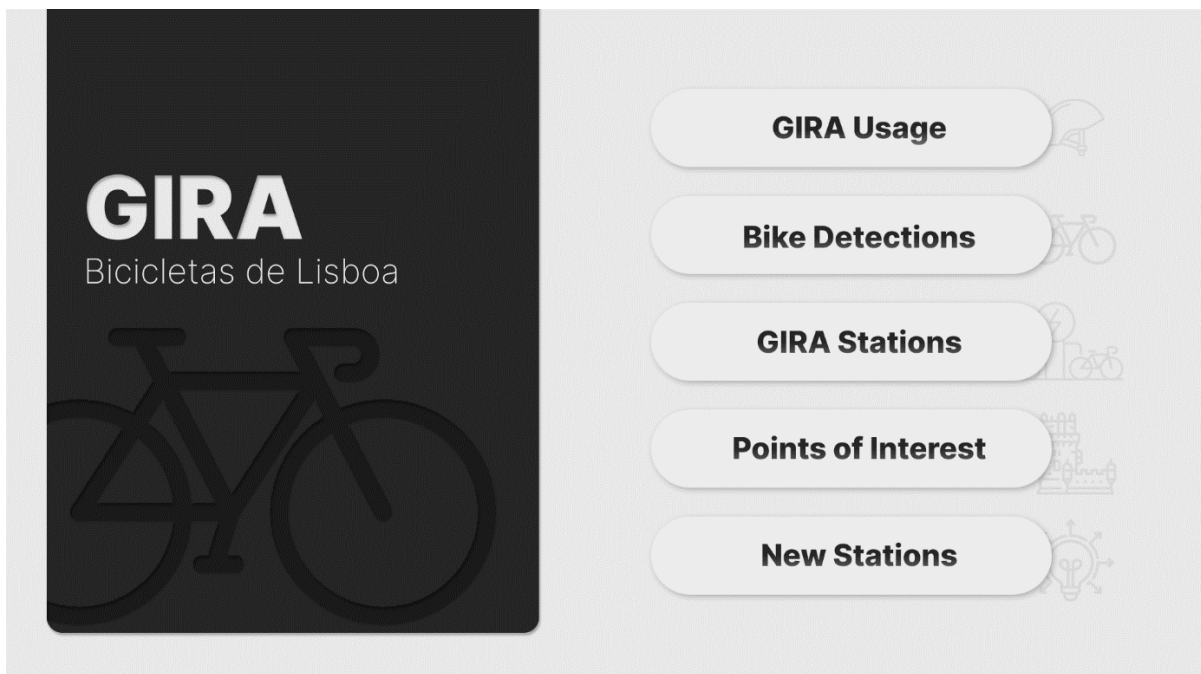 GIRA
Bicicletas de Lisboa
GIRA Usage
Bike Detections
GIRA Stations
Points of Interest
New Stations